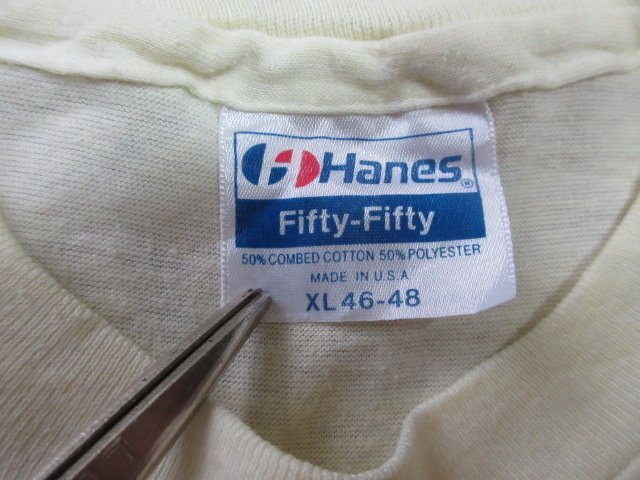 Hanes®
Fifty-Fifty
50% COMBED COTTON 50% POLYESTER
MADE IN U.S.A
XL 46-48